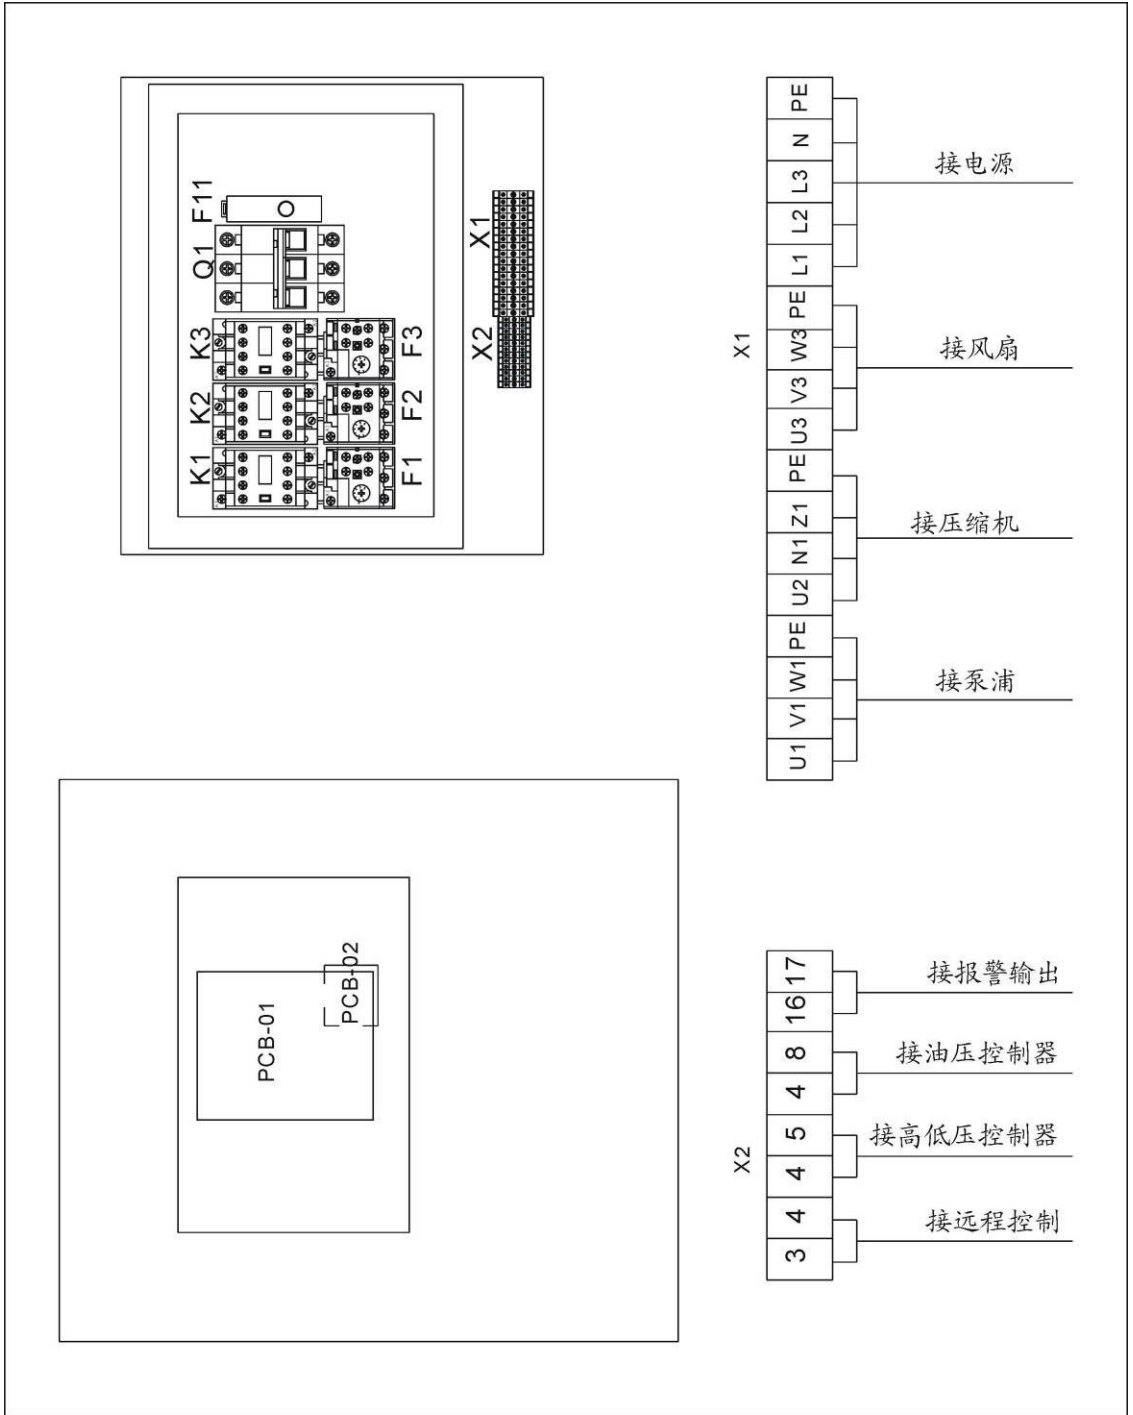 F11
Q1
K3
F3
K2
F2
K1
F1
X1
X2
X1
PE
N
L3
L2
L1
接电源
PE
W3
V3
U3
接风扇
PE
Z1
N1
U2
接压缩机
PE
W1
V1
U1
接泵浦
PCB-01
PCB-02
X2
17
16
接报警输出
8
4
接油压控制器
5
4
接高低压控制器
4
3
接远程控制